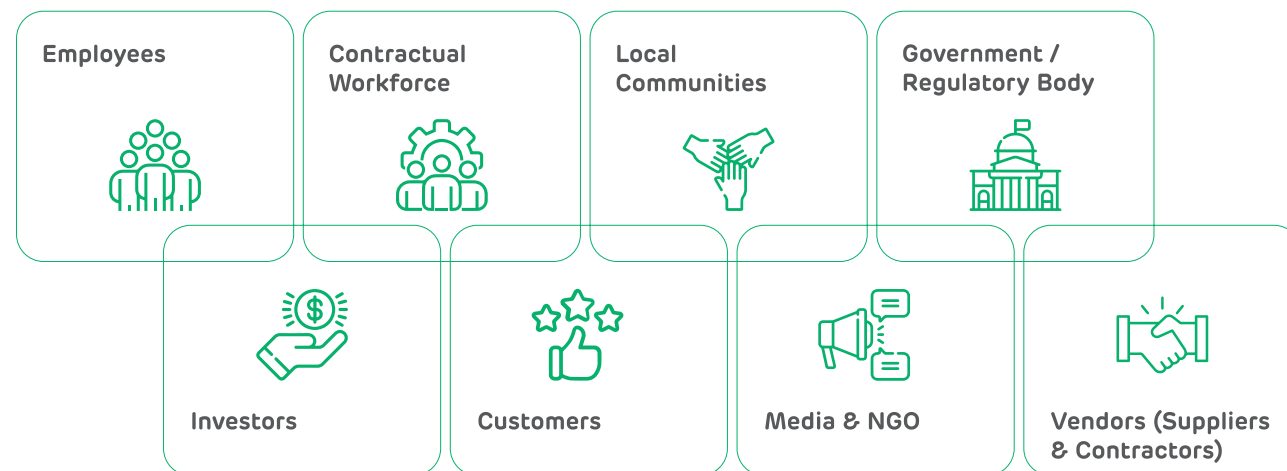 Employees
Contractual
Workforce
Local
Communities
Government /
Regulatory Body
$
Investors
Customers
Media & NGO
Vendors (Suppliers
& Contractors)